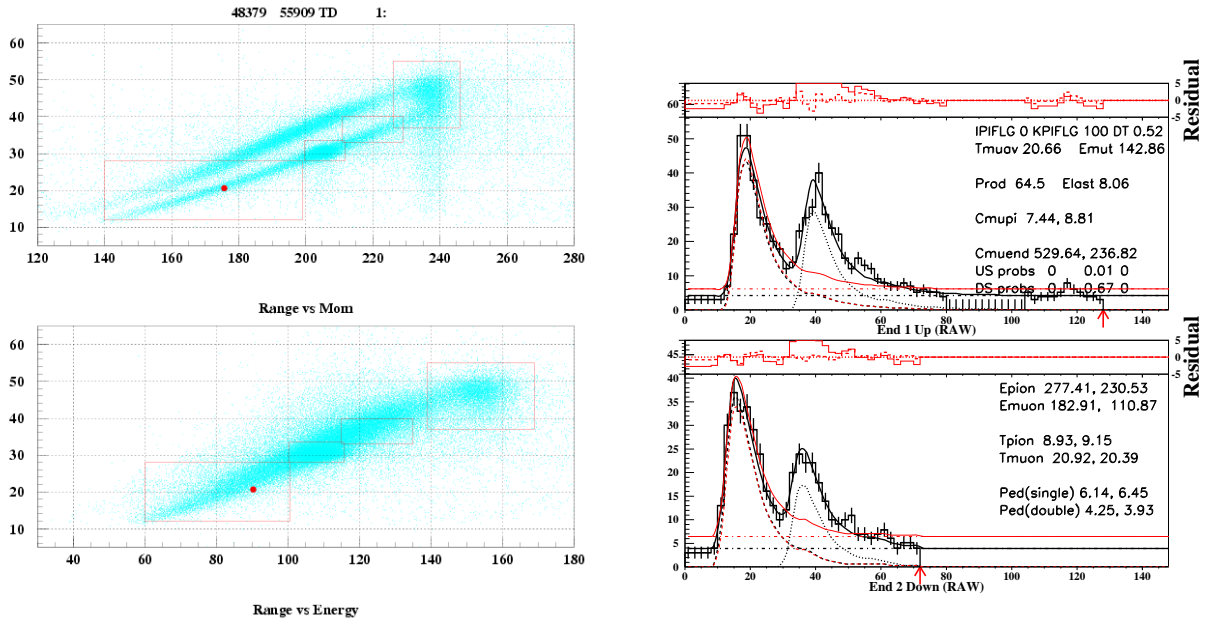 48379 55909 TD 1:
60
50
40
30
20
10
120 140 160 180 200 220 240 260 280
Range vs Mom
60
50
40
30
20
10
40 60 80 100 120 140 160 180
Range vs Energy
5
0
-5
Residual
60
50
40
30
20
10
0
IPIFLG 0 KPIFLG 100 DT 0.52
Tmuav 20.66 Emut 142.86
Prod 64.5 Elast 8.06
Cmupi 7.44, 8.81
Cmuend 529.64, 236.82
US probs 0 0.01 0
DS probs 0 0.67 0
0 20 40 60 80 100 120 140
End 1 Up (RAW)
5
0
-5
Residual
45
40
35
30
25
20
15
10
5
0
Epion 277.41, 230.53
Emuon 182.91, 110.87
Tpion 8.93, 9.15
Tmuon 20.92, 20.39
Ped(single) 6.14, 6.45
Ped(double) 4.25, 3.93
0 20 40 60 80 100 120 140
End 2 Down (RAW)